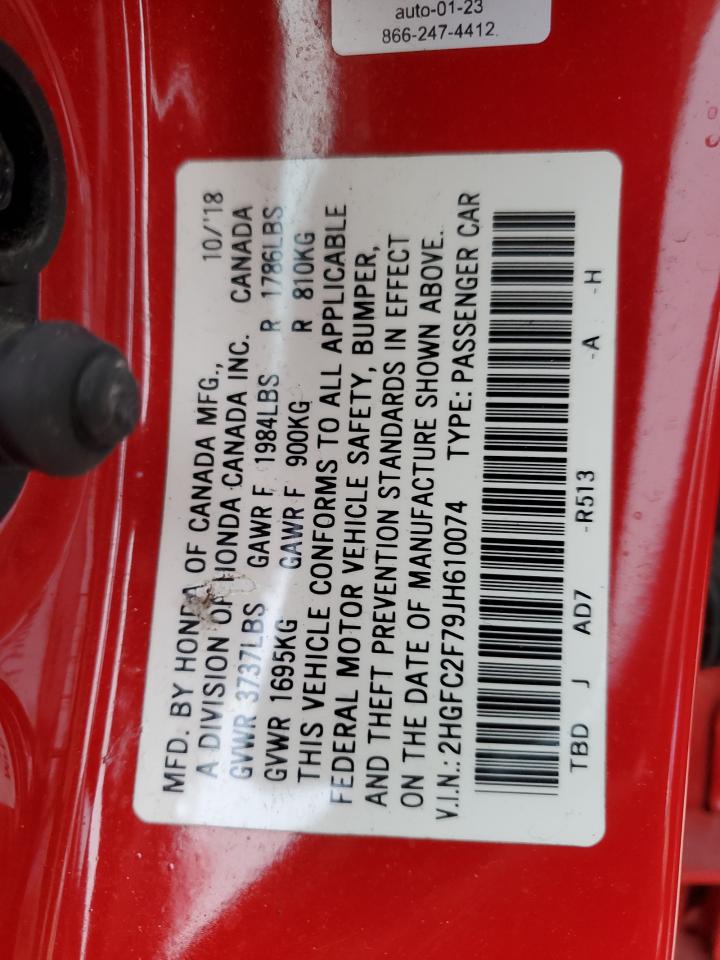 auto-01-23
866-247-4412
MFD. BY HONDA OF CANADA MFG., 10/'18
A DIVISION OF HONDA CANADA INC. CANADA
GVWR 3737LBS GAWR F 1984LBS R 1786LBS
GVWR 1695KG GAWR F 900KG R 810KG
THIS VEHICLE CONFORMS TO ALL APPLICABLE
FEDERAL MOTOR VEHICLE SAFETY, BUMPER,
AND THEFT PREVENTION STANDARDS IN EFFECT
ON THE DATE OF MANUFACTURE SHOWN ABOVE.
V.I.N.: 2HGFC2F79JH610074 TYPE: PASSENGER CAR
TBD J AD7 -R513 -A -H